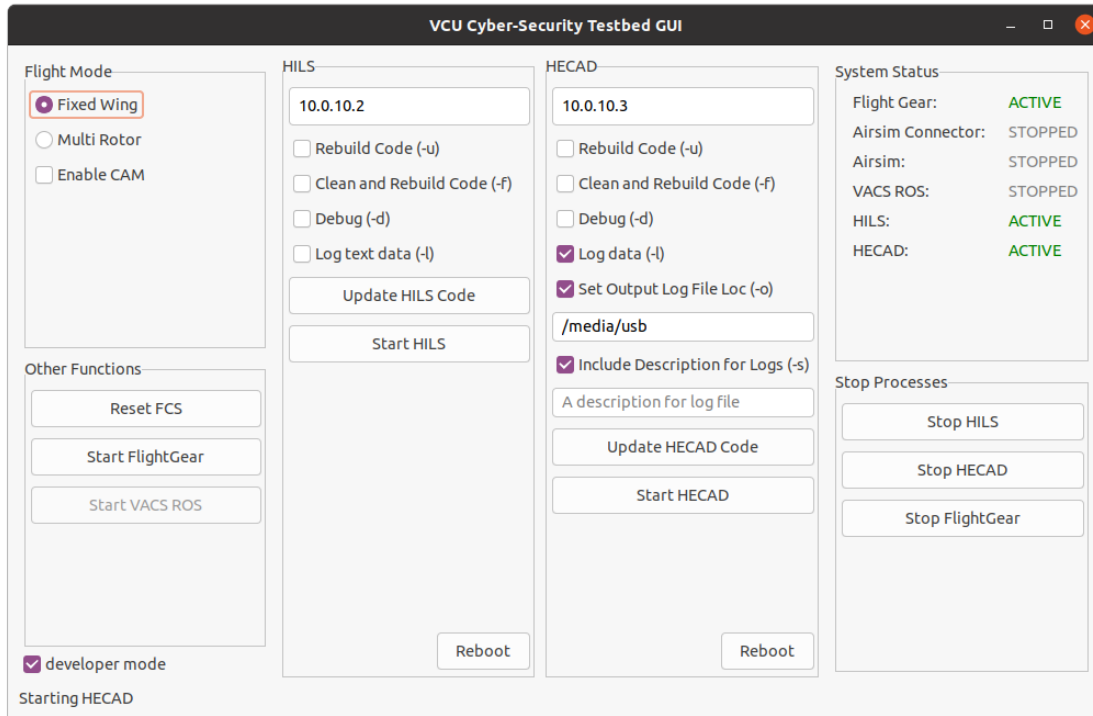 VCU Cyber-Security Testbed GUI
Flight Mode
Fixed Wing
Multi Rotor
Enable CAM
Other Functions
Reset FCS
Start FlightGear
Start VACS ROS
developer mode
Starting HECAD
HILS
10.0.10.2
Rebuild Code (-u)
Clean and Rebuild Code (-f)
Debug (-d)
Log text data (-l)
Update HILS Code
Start HILS
Reboot
HECAD
10.0.10.3
Rebuild Code (-u)
Clean and Rebuild Code (-f)
Debug (-d)
Log data (-l)
Set Output Log File Loc (-o)
/media/usb
Include Description for Logs (-s)
A description for log file
Update HECAD Code
Start HECAD
Reboot
System Status
Flight Gear: ACTIVE
Airsim Connector: STOPPED
Airsim: STOPPED
VACS ROS: STOPPED
HILS: ACTIVE
HECAD: ACTIVE
Stop Processes
Stop HILS
Stop HECAD
Stop FlightGear